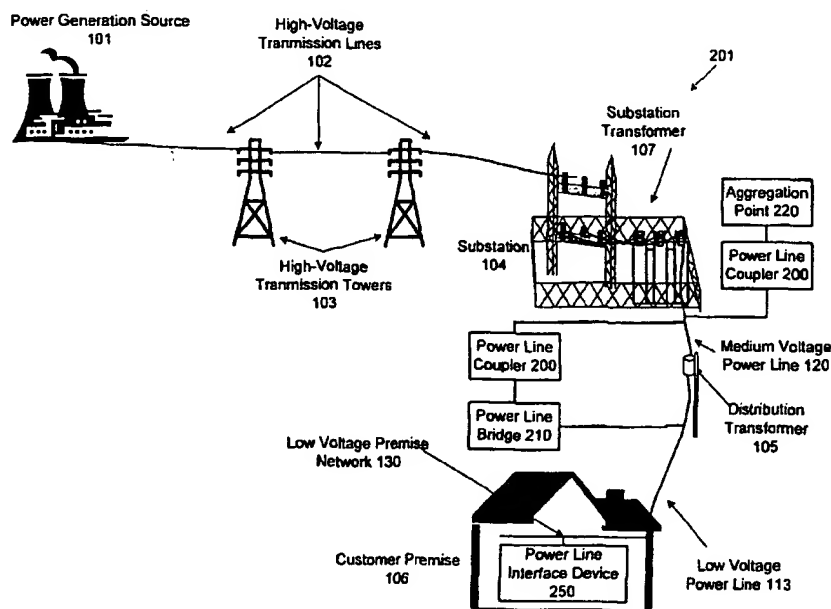 Power Generation Source
101
High-Voltage
Tranmission Lines
102
201
Substation
Transformer
107
Aggregation
Point 220
Power Line
Coupler 200
Substation
104
High-Voltage
Tranmission Towers
103
Power Line
Coupler 200
Medium Voltage
Power Line 120
Power Line
Bridge 210
Distribution
Transformer
105
Low Voltage Premise
Network 130
Customer Premise
106
Power Line
Interface Device
250
Low Voltage
Power Line 113